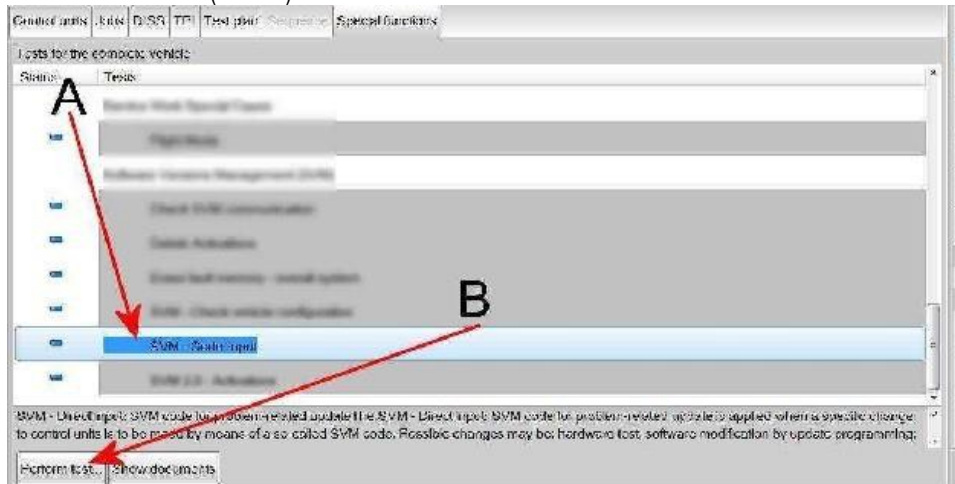 Control units Jobs DISS TPI Test plan Sequence Special functions
Tests for the complete vehicle
Status Tests
A
Service Work Special Cases
Flight Mode
Software Versions Management (SVM)
Check SVM communication
Delete Activations
Erase fault memory - overall system
SVM - Check vehicle configuration
B
SVM - Code input
SVM 2.0 - Activations
SVM - Direct input: SVM code for problem-related update The SVM - Direct input: SVM code for problem-related update is applied when a specific change
to control units is to be made by means of a so called SVM code. Possible changes may be: hardware test, software modification by update programming;
Perform test... Show documents